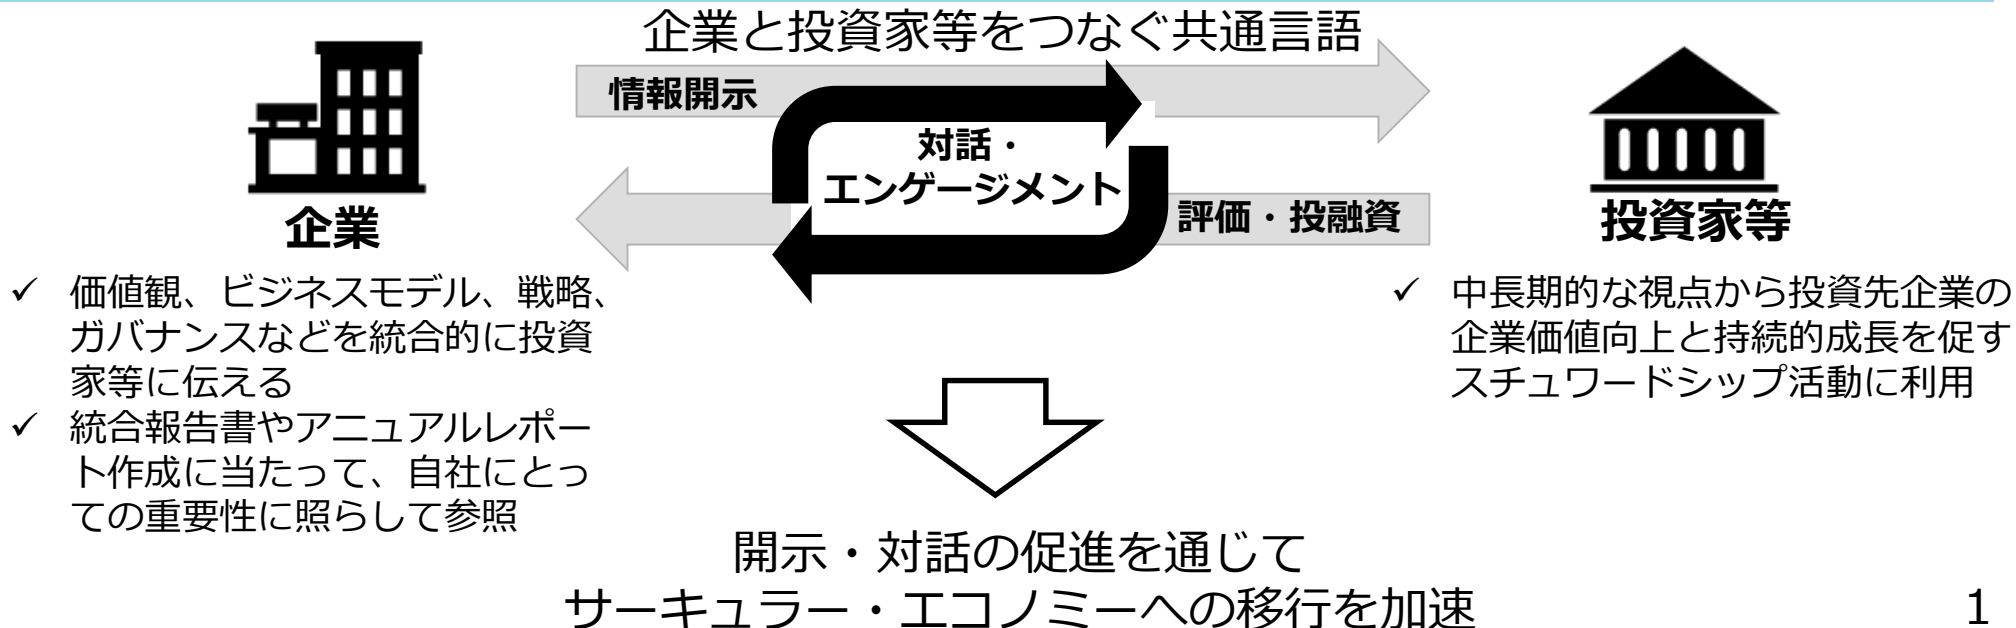 企業と投資家等をつなぐ共通言語
情報開示
対話・
エンゲージメント
評価・投融資
企業
投資家等
✓ 価値観、ビジネスモデル、戦略、
ガバナンスなどを統合的に投資
家等に伝える
✓ 統合報告書やアニュアルレポー
ト作成に当たって、自社にとっ
ての重要性に照らして参照
✓ 中長期的な視点から投資先企業の
企業価値向上と持続的成長を促す
スチュワードシップ活動に利用
開示・対話の促進を通じて
サーキュラー・エコノミーへの移行を加速
1